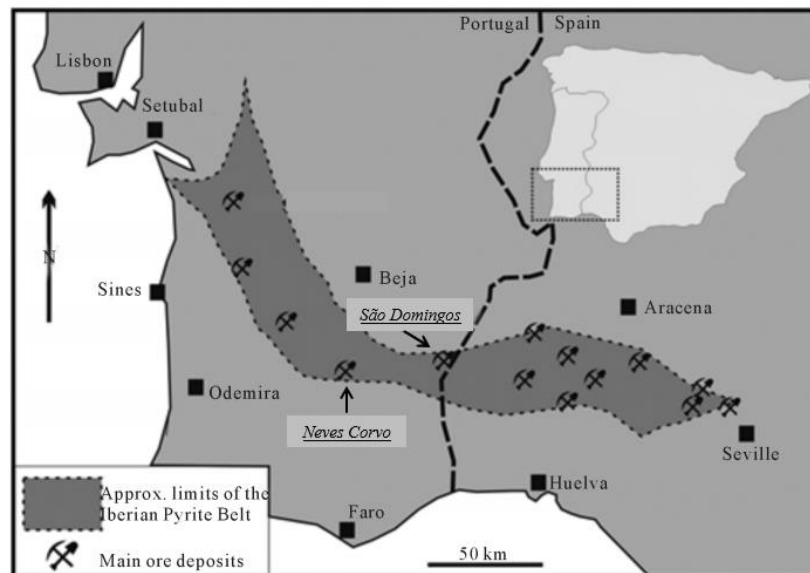 Portugal
Spain
Lisbon
Setubal
N
Sines
Beja
São Domingos
Aracena
Odemira
Neves Corvo
Seville
Huelva
Faro
Approx. limits of the
Iberian Pyrite Belt
Main ore deposits
50 km